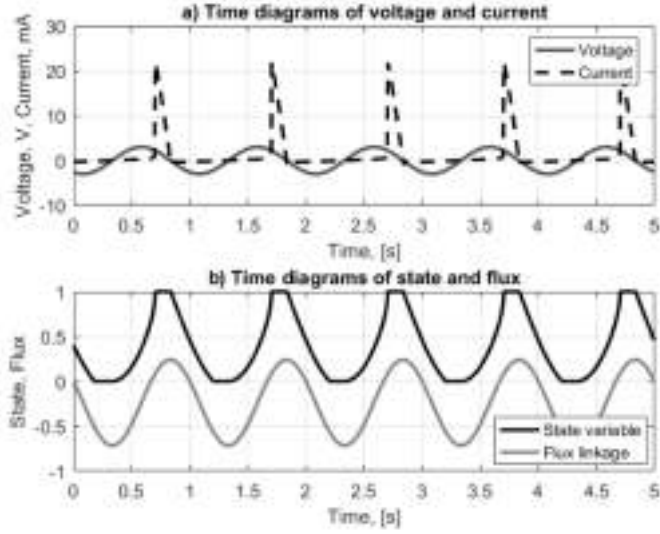 a) Time diagrams of voltage and current
30
20
10
0
-10
Voltage, V, Current, mA
Voltage
Current
0 0.5 1 1.5 2 2.5 3 3.5 4 4.5 5
Time, [s]
b) Time diagrams of state and flux
1
0.5
0
-0.5
-1
State, Flux
State variable
Flux linkage
0 0.5 1 1.5 2 2.5 3 3.5 4 4.5 5
Time, [s]